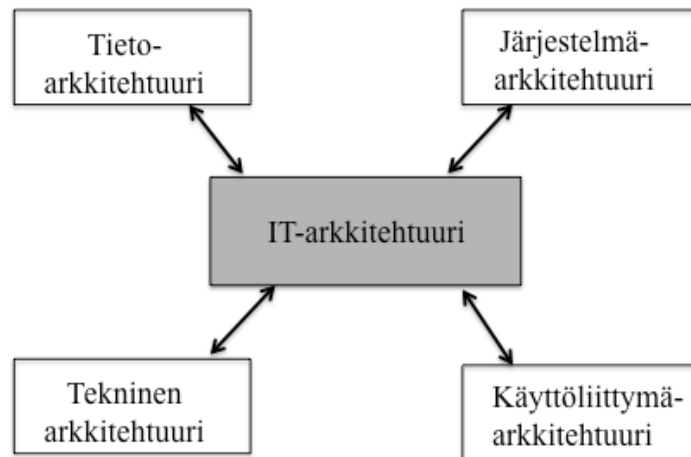 Tieto-
arkkitehtuuri
Järjestelmä-
arkkitehtuuri
IT-arkkitehtuuri
Tekninen
arkkitehtuuri
Käyttöliittymä-
arkkitehtuuri